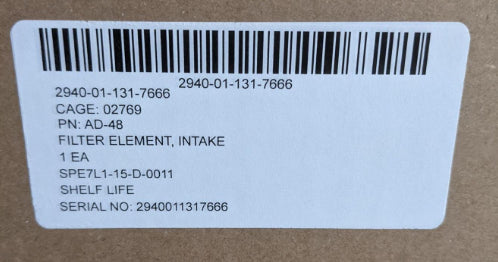 2940-01-131-7666
2940-01-131-7666
CAGE: 02769
PN: AD-48
FILTER ELEMENT, INTAKE
1 EA
SPE7L1-15-D-0011
SHELF LIFE
SERIAL NO: 2940011317666